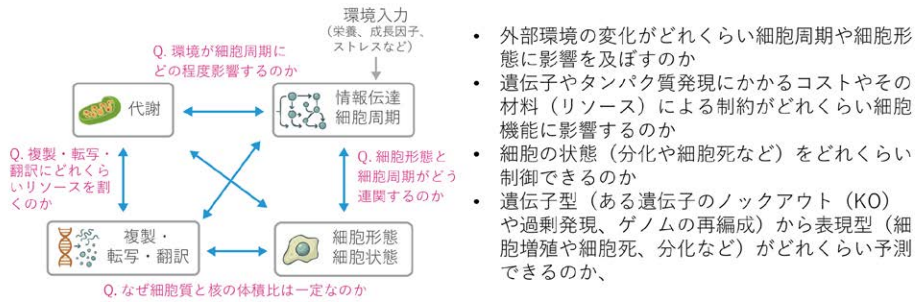 環境入力
（栄養、成長因子、
ストレスなど）
Q. 環境が細胞周期に
どの程度影響するのか
代謝
情報伝達
細胞周期
Q. 複製・転写・
翻訳にどれくら
いリソースを割
くのか
Q. 細胞形態と
細胞周期がどう
連関するのか
複製・
転写・翻訳
細胞形態
細胞状態
Q. なぜ細胞質と核の体積比は一定なのか
• 外部環境の変化がどれくらい細胞周期や細胞形
態に影響を及ぼすのか
• 遺伝子やタンパク質発現にかかるコストやその
材料（リソース）による制約がどれくらい細胞
機能に影響するのか
• 細胞の状態（分化や細胞死など）をどれくらい
制御できるのか
• 遺伝子型（ある遺伝子のノックアウト（KO）
や過剰発現、ゲノムの再編成）から表現型（細
胞増殖や細胞死、分化など）がどれくらい予測
できるのか、